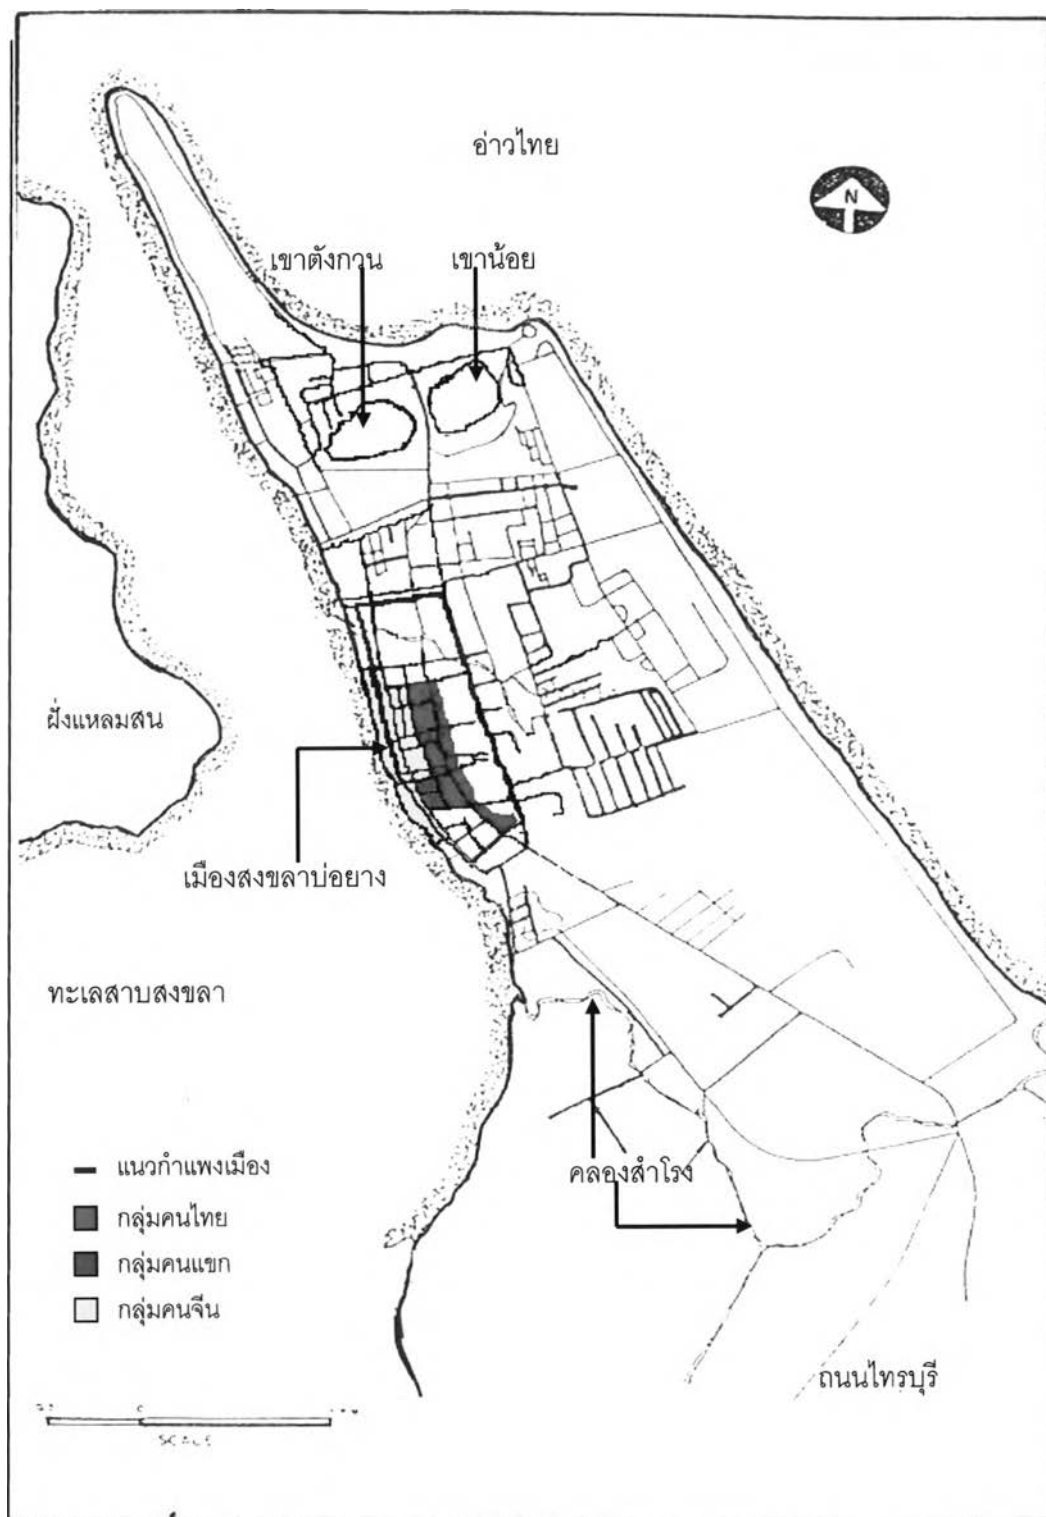 อ่าวไทย
N
เขาตังกวน
เขาน้อย
ฝั่งแหลมสน
เมืองสงขลาบ่อยาง
ทะเลสาบสงขลา
คลองสำโรง
แนวกำแพงเมือง
กลุ่มคนไทย
กลุ่มคนแขก
กลุ่มคนจีน
ถนนไทรบุรี
SCALE